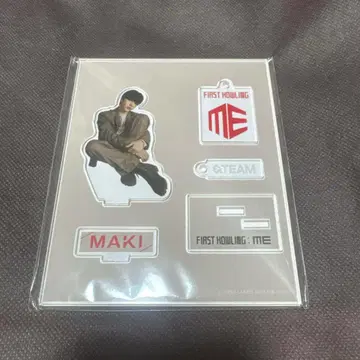 FIRST HOWLING
ME
&TEAM
MAKI
FIRST HOWLING : ME